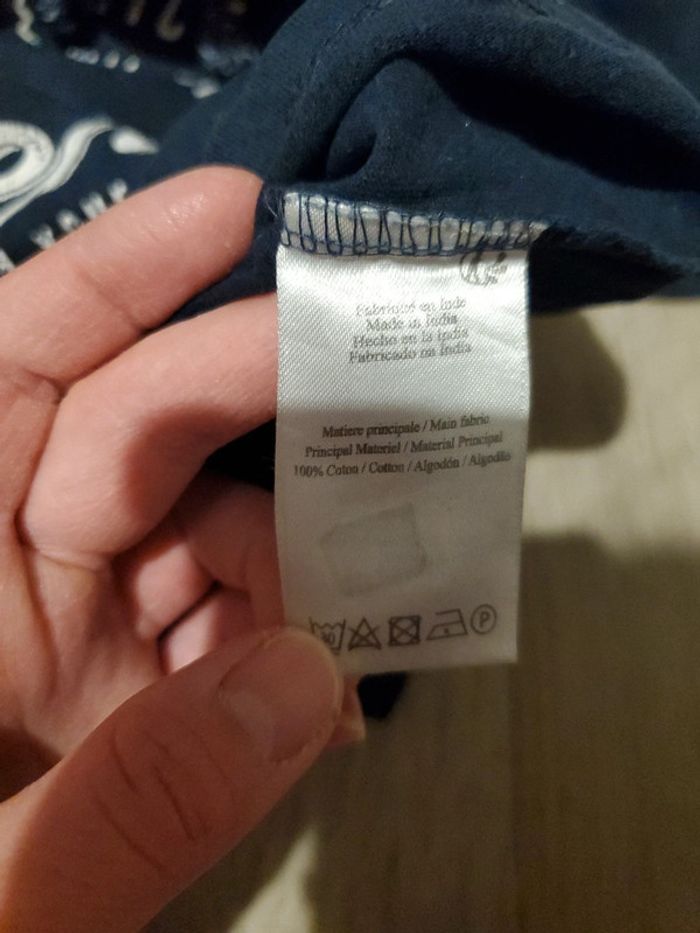 Fabriqué en Inde
Made in India
Hecho en la India
Fabricado na India
Matiere principale / Main fabric
Principal Materiel / Material Principal
100% Coton / Cotton / Algodón / Algodão
P